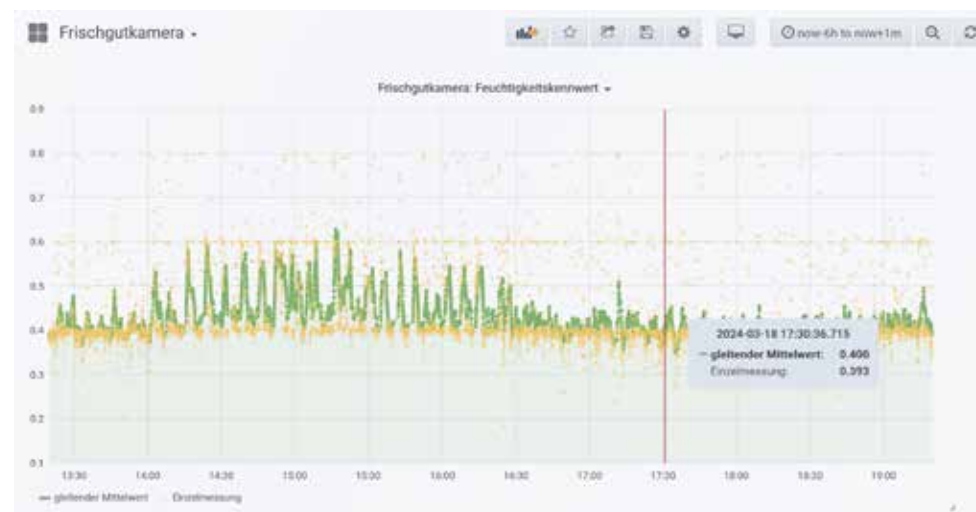 Frischgutkamera
now-6h to now+1m
Frischgutkamera: Feuchtigkeitskennwert
0.9
0.8
0.7
0.6
0.5
0.4
0.3
0.2
0.1
2024-03-18 17:30:36.715
gleitender Mittelwert: 0.400
Einzelmessung: 0.393
13:30 14:00 14:30 15:00 15:30 16:00 16:30 17:00 17:30 18:00 18:30 19:00
gleitender Mittelwert Einzelmessung